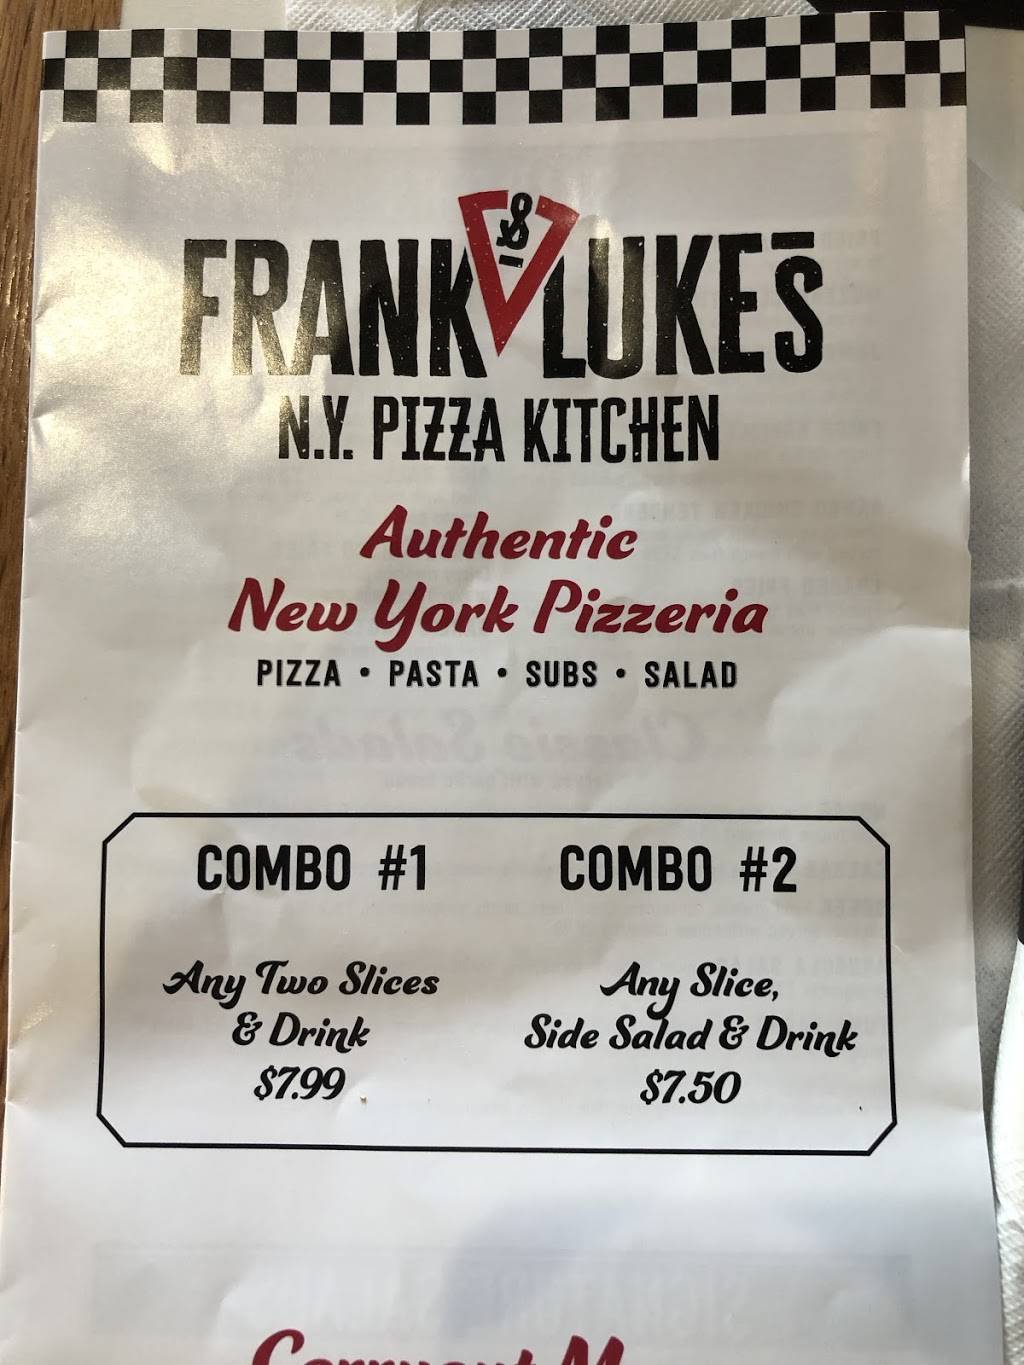 FRANK & LUKE'S
N.Y. PIZZA KITCHEN
Authentic
New York Pizzeria
PIZZA • PASTA • SUBS • SALAD
COMBO #1
Any Two Slices
& Drink
$7.99
COMBO #2
Any Slice,
Side Salad & Drink
$7.50
Carryout